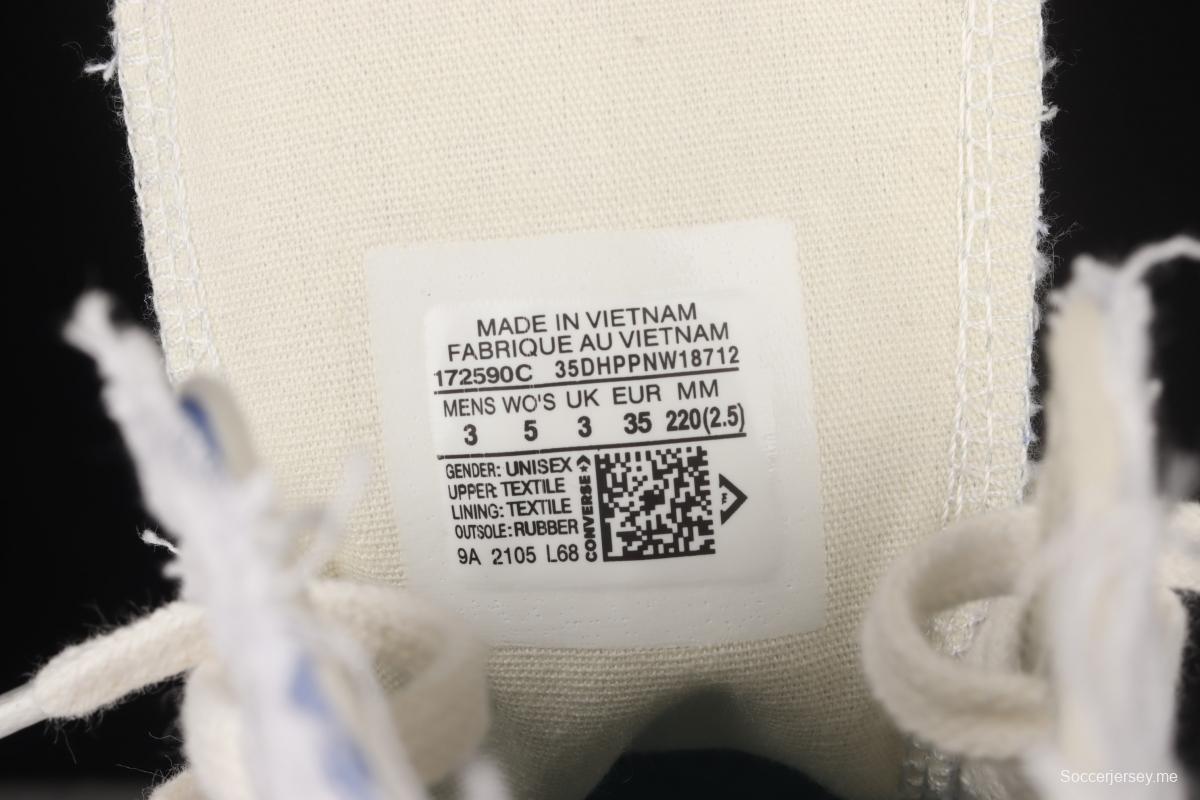 MADE IN VIETNAM
FABRIQUE AU VIETNAM
172590C 35DHPPNW18712
MENS WO'S UK EUR MM
3 5 3 35 220(2.5)
GENDER: UNISEX
UPPER: TEXTILE
LINING: TEXTILE
OUTSOLE: RUBBER
9A 2105 L68
CONVERSE
TM
Soccerjersey.me